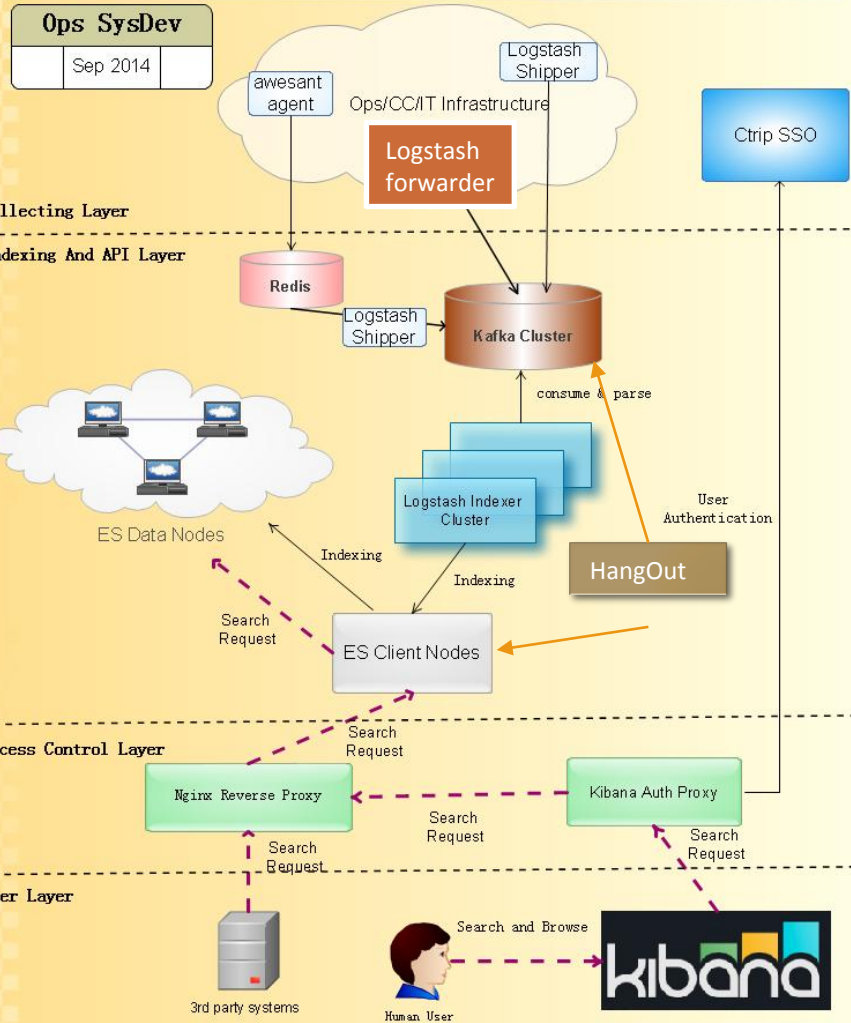 Ops SysDev
Sep 2014
awesant
agent
Logstash
Shipper
Ops/CC/IT Infrastructure
Logstash
forwarder
Ctrip SSO
llecting Layer
ndexing And API Layer
Redis
Logstash
Shipper
Kafka Cluster
consume & parse
Logstash Indexer
Cluster
User
Authentication
ES Data Nodes
Indexing
Indexing
HangOut
Search
Request
ES Client Nodes
Search
Request
cess Control Layer
Nginx Reverse Proxy
Kibana Auth Proxy
Search
Request
Search
Request
Search
Request
er Layer
Search and Browse
kibana
3rd party systems
Human User